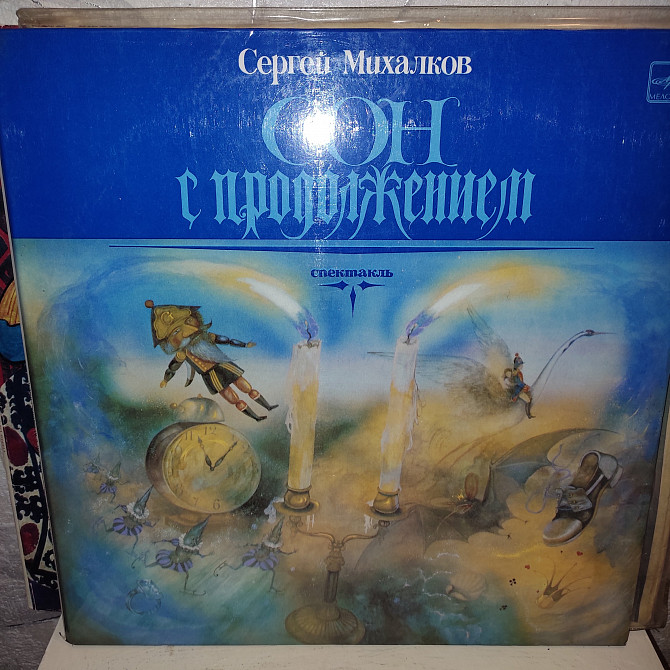 Сергей Михалков
СОН
с продолжением
спектакль